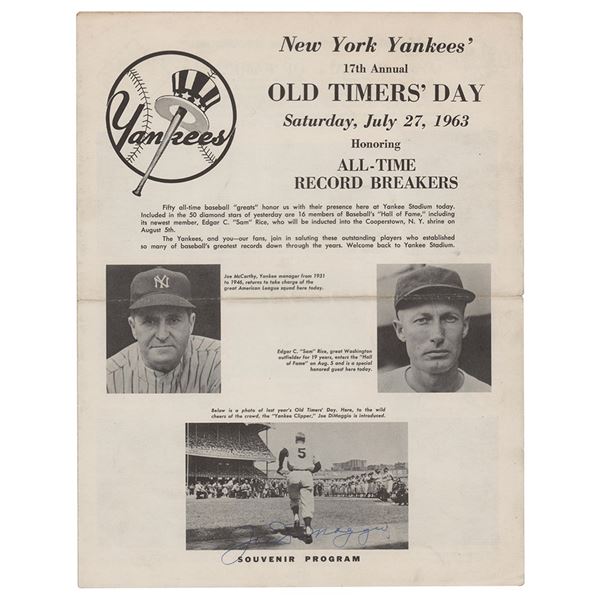 New York Yankees'
17th Annual
OLD TIMERS' DAY
Saturday, July 27, 1963
Honoring
ALL-TIME
RECORD BREAKERS
Yankees
Fifty all-time baseball "greats" honor us with their presence here at Yankee Stadium today.
Included in the 50 diamond stars of yesterday are 16 members of Baseball's "Hall of Fame," including
its newest member, Edgar C. "Sam" Rice, who will be inducted into the Cooperstown, N. Y. shrine on
August 5th.
The Yankees, and you—our fans, join in saluting these outstanding players who established
so many of baseball's greatest records down through the years. Welcome back to Yankee Stadium.
Joe McCarthy, Yankee manager from 1931
to 1946, returns to take charge of the
great American League squad here today.
NY
Edgar C. "Sam" Rice, great Washington
outfielder for 19 years, enters the "Hall
of Fame" on Aug. 5 and is a special
honored guest here today.
Below is a photo of last year's Old Timers' Day. Here, to the wild
cheers of the crowd, the "Yankee Clipper," Joe DiMaggio is introduced.
5
Joe DiMaggio
SOUVENIR PROGRAM